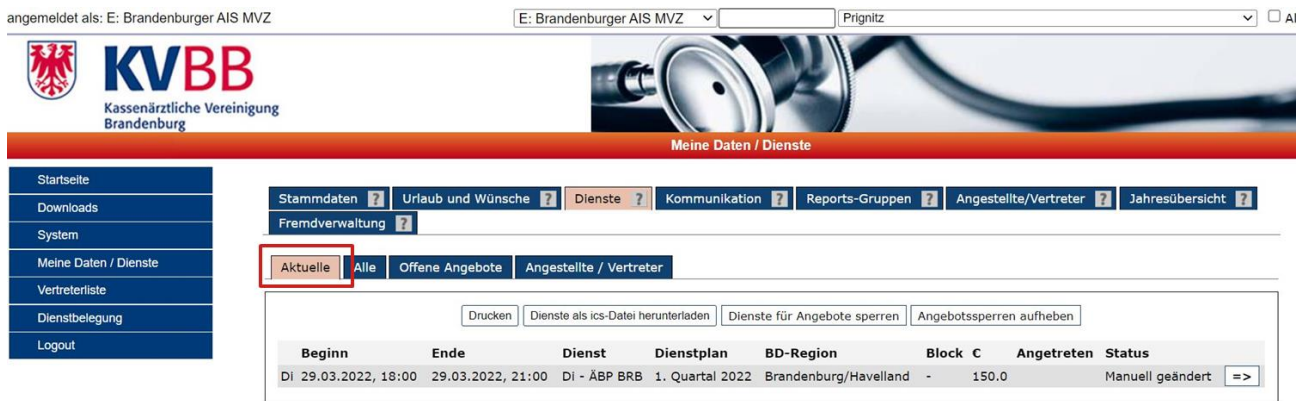 angemeldet als: E: Brandenburger AIS MVZ E: Brandenburger AIS MVZ Prignitz
KVBB
Kassenärztliche Vereinigung
Brandenburg
Meine Daten / Dienste
Startseite
Downloads
System
Meine Daten / Dienste
Vertreterliste
Dienstbelegung
Logout
Stammdaten ? Urlaub und Wünsche ? Dienste ? Kommunikation ? Reports-Gruppen ? Angestellte/Vertreter ? Jahresübersicht ?
Fremdverwaltung ?
Aktuelle Alle Offene Angebote Angestellte / Vertreter
Drucken Dienste als ics-Datei herunterladen Dienste für Angebote sperren Angebotssperren aufheben
Beginn Ende Dienst Dienstplan BD-Region Block C Angetreten Status
Di 29.03.2022, 18:00 29.03.2022, 21:00 Di - ÄBP BRB 1. Quartal 2022 Brandenburg/Havelland - 150.0 Manuell geändert =>